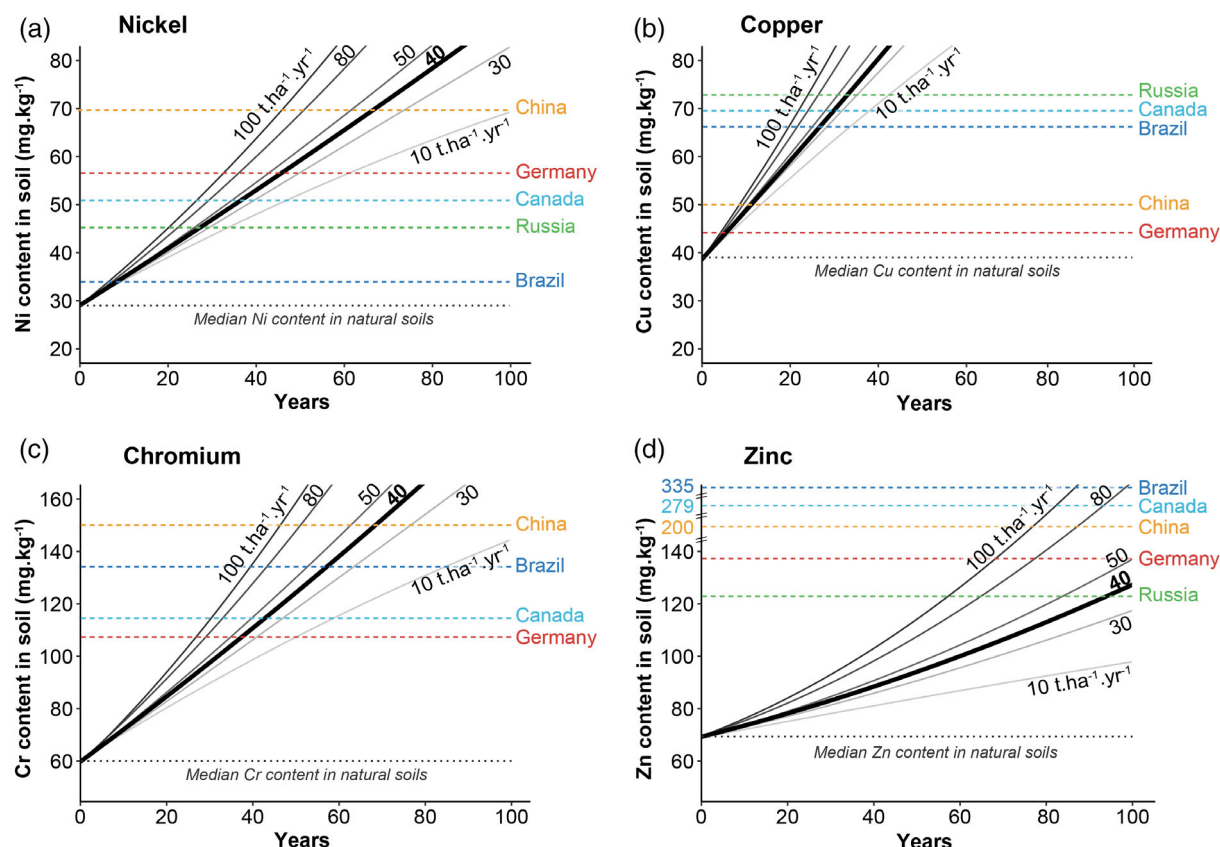 (a)
Nickel
Ni content in soil (mg.kg⁻¹)
80
70
60
50
40
30
20
100 t.ha⁻¹.yr⁻¹
80
50
40
30
10 t.ha⁻¹.yr⁻¹
China
Germany
Canada
Russia
Brazil
Median Ni content in natural soils
0 20 40 60 80 100
Years
(b)
Copper
Cu content in soil (mg.kg⁻¹)
80
70
60
50
40
30
20
100 t.ha⁻¹.yr⁻¹
10 t.ha⁻¹.yr⁻¹
Russia
Canada
Brazil
China
Germany
Median Cu content in natural soils
0 20 40 60 80 100
Years
(c)
Chromium
Cr content in soil (mg.kg⁻¹)
160
140
120
100
80
60
100 t.ha⁻¹.yr⁻¹
80
50
40
30
10 t.ha⁻¹.yr⁻¹
China
Brazil
Canada
Germany
Median Cr content in natural soils
0 20 40 60 80 100
Years
(d)
Zinc
Zn content in soil (mg.kg⁻¹)
335
279
200
140
120
100
80
60
100 t.ha⁻¹.yr⁻¹
80
50
40
30
10 t.ha⁻¹.yr⁻¹
Brazil
Canada
China
Germany
Russia
Median Zn content in natural soils
0 20 40 60 80 100
Years